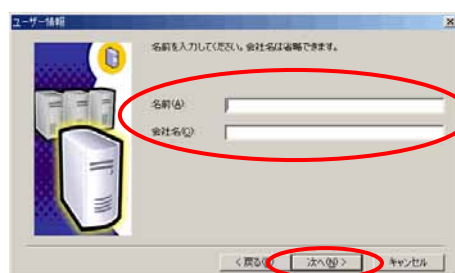 ユーザー情報
名前を入力してください。会社名は省略できます。
名前(A)
会社名(C)
< 戻る(B)
次へ(N) >
キャンセル